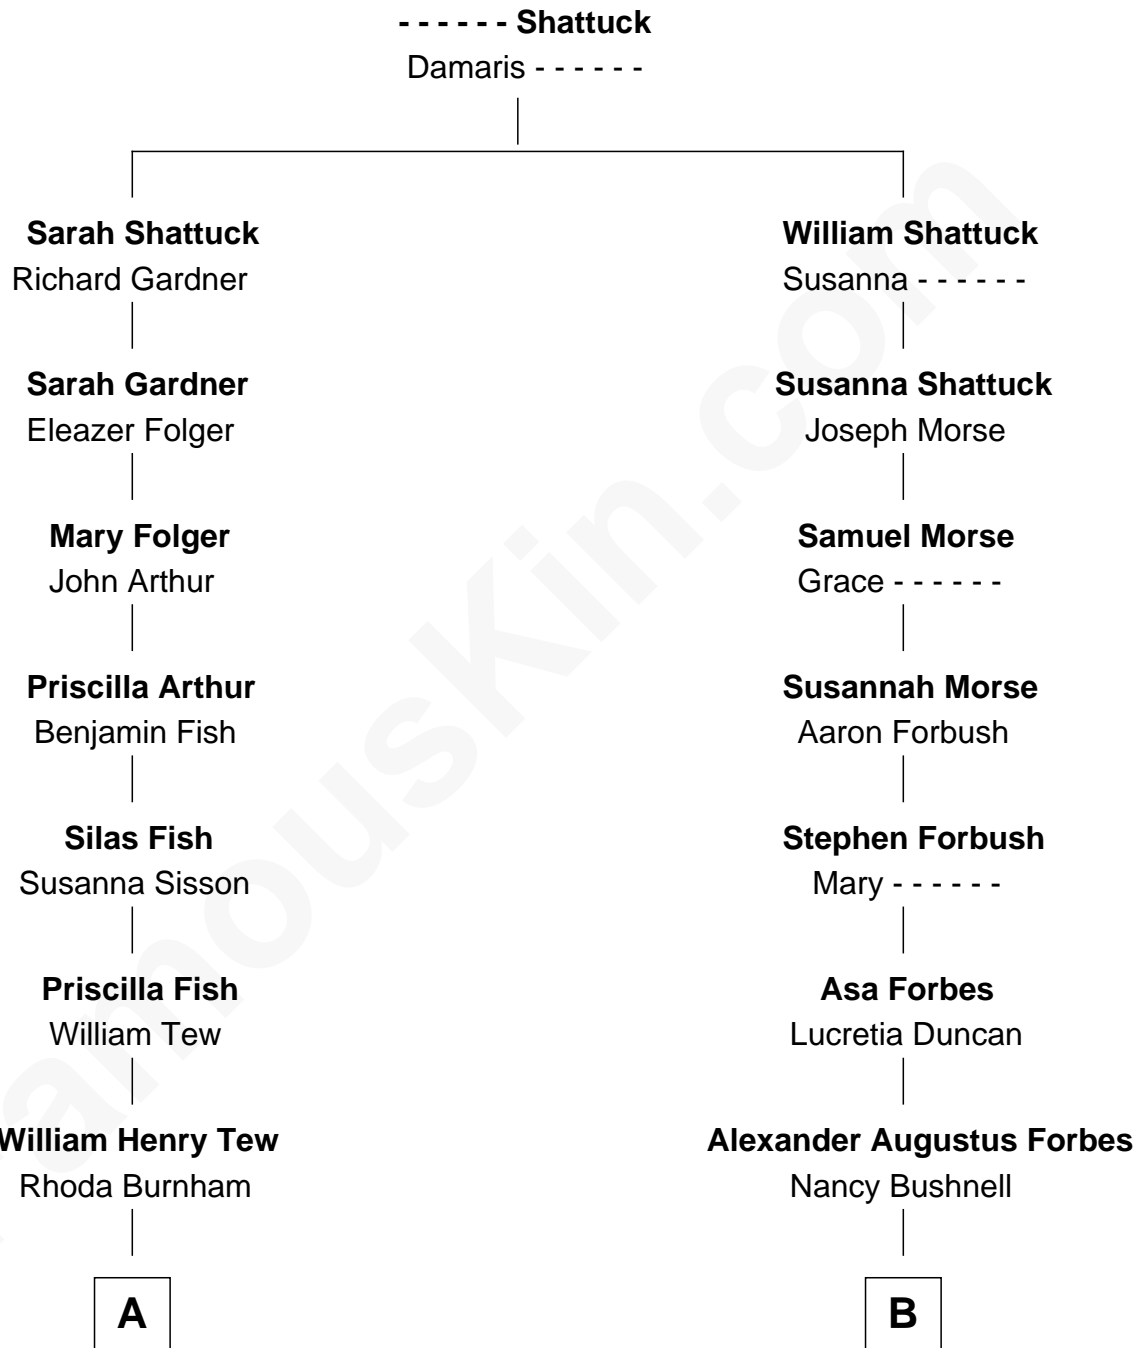 - - - - - - Shattuck
Damaris - - - - - -
Sarah Shattuck
Richard Gardner
William Shattuck
Susanna - - - - - -
Sarah Gardner
Eleazer Folger
Susanna Shattuck
Joseph Morse
Mary Folger
John Arthur
Samuel Morse
Grace - - - - - -
Priscilla Arthur
Benjamin Fish
Susannah Morse
Aaron Forbush
Silas Fish
Susanna Sisson
Stephen Forbush
Mary - - - - - -
Priscilla Fish
William Tew
Asa Forbes
Lucretia Duncan
William Henry Tew
Rhoda Burnham
Alexander Augustus Forbes
Nancy Bushnell
A
B
FamousKin.com